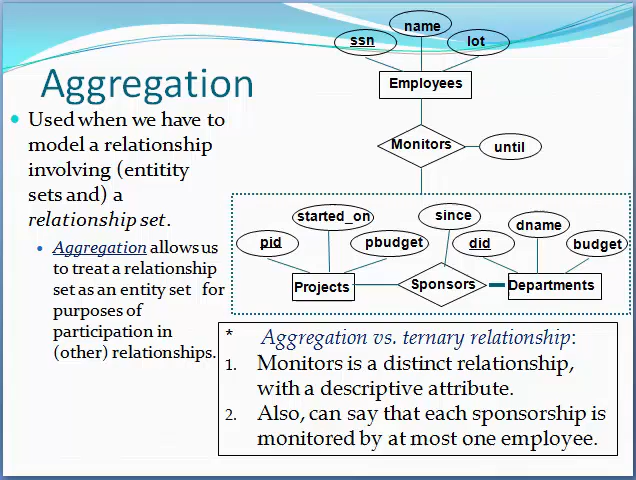 Aggregation
Used when we have to
model a relationship
involving (entitity
sets and) a
relationship set.
Aggregation allows us
to treat a relationship
set as an entity set for
purposes of
participation in
(other) relationships.
name
ssn
lot
Employees
Monitors
until
started_on
since
dname
pid
pbudget
did
budget
Projects
Sponsors
Departments
* Aggregation vs. ternary relationship:
1. Monitors is a distinct relationship,
with a descriptive attribute.
2. Also, can say that each sponsorship is
monitored by at most one employee.